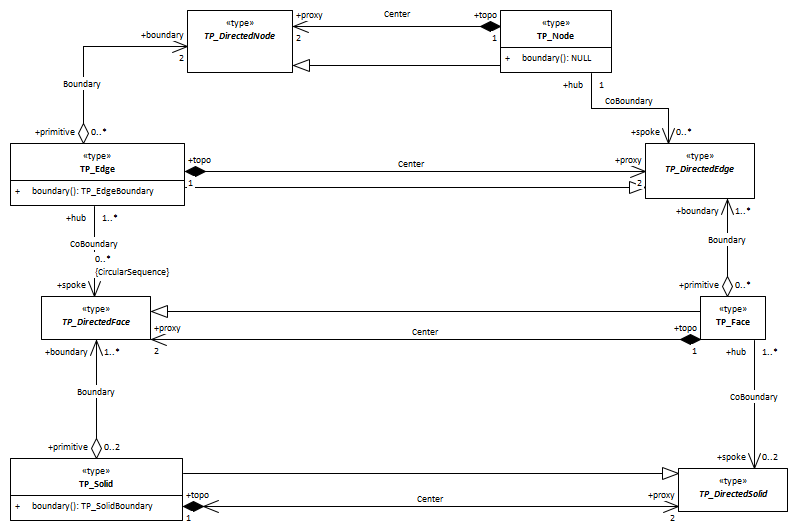 «type»
TP_DirectedNode
+boundary
2
+proxy
2
Center
+topo
1
«type»
TP_Node
+ boundary(): NULL
+hub
1
CoBoundary
+spoke
0..*
Boundary
+primitive
0..*
«type»
TP_Edge
+ boundary(): TP_EdgeBoundary
+topo
1
Center
+proxy
2
«type»
TP_DirectedEdge
+hub
1..*
CoBoundary
0..*
{CircularSequence}
+spoke
+boundary
1..*
Boundary
+primitive
0..*
«type»
TP_DirectedFace
+proxy
2
Center
+topo
1
«type»
TP_Face
+boundary
1..*
Boundary
+primitive
0..2
+hub
1..*
CoBoundary
+spoke
0..2
«type»
TP_Solid
+ boundary(): TP_SolidBoundary
+topo
1
Center
+proxy
2
«type»
TP_DirectedSolid